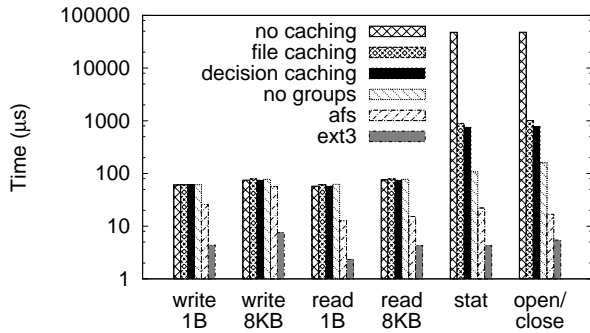 100000
10000
1000
100
10
1
Time (µs)
no caching
file caching
decision caching
no groups
afs
ext3
write 1B
write 8KB
read 1B
read 8KB
stat
open/ close